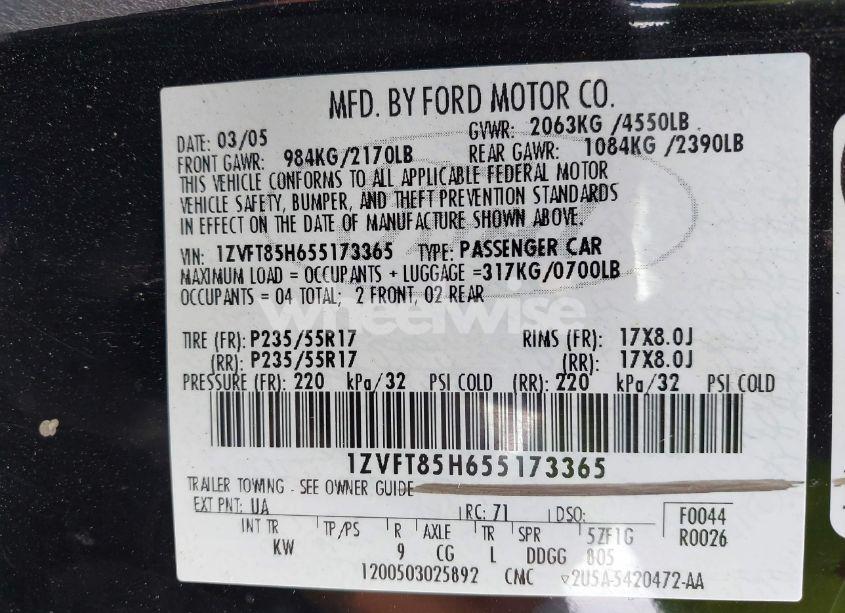 MFD. BY FORD MOTOR CO.
DATE: 03/05 GVWR: 2063KG /4550LB
FRONT GAWR: 984KG/2170LB REAR GAWR: 1084KG /2390LB
THIS VEHICLE CONFORMS TO ALL APPLICABLE FEDERAL MOTOR
VEHICLE SAFETY, BUMPER, AND THEFT PREVENTION STANDARDS
IN EFFECT ON THE DATE OF MANUFACTURE SHOWN ABOVE.
VIN: 1ZVFT85H655173365 TYPE: PASSENGER CAR
MAXIMUM LOAD = OCCUPANTS + LUGGAGE =317KG/0700LB
OCCUPANTS = 04 TOTAL; 2 FRONT, 02 REAR
wheelwise
TIRE (FR): P235/55R17 RIMS (FR): 17X8.0J
(RR): P235/55R17 (RR): 17X8.0J
PRESSURE (FR): 220 kPa/32 PSI COLD (RR): 220 kPa/32 PSI COLD
1ZVFT85H655173365
TRAILER TOWING - SEE OWNER GUIDE
EXT PNT: UA RC: 71 DSO: F0044
INT TR TP/PS R AXLE TR SPR 5ZF1G R0026
KW 9 CG L DDGG 805
1200503025892 CMC 2U5A-5420472-AA